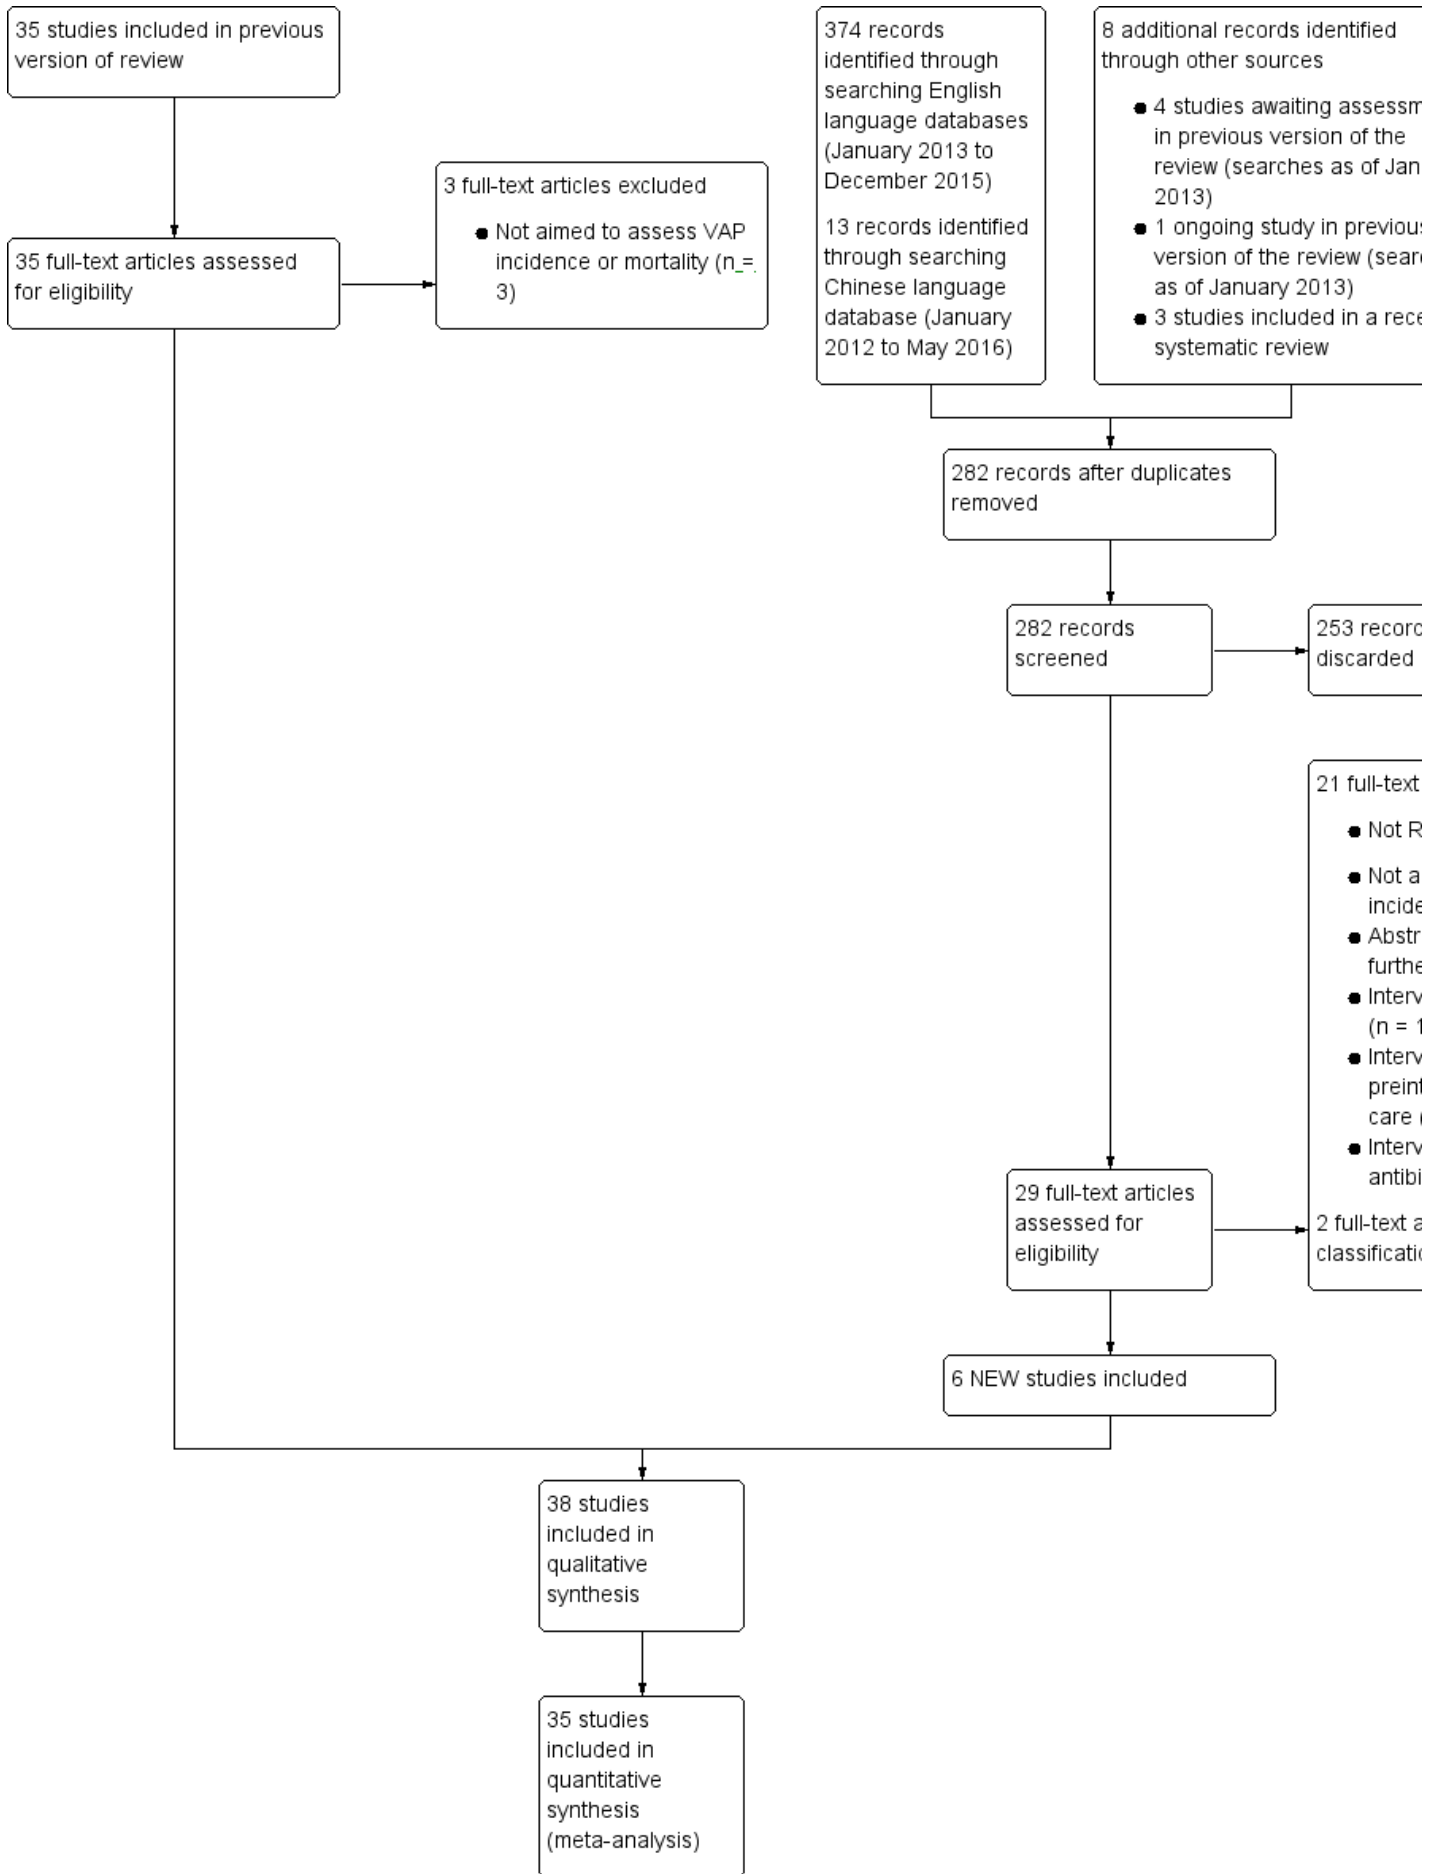 35 studies included in previous
version of review
35 full-text articles assessed
for eligibility
3 full-text articles excluded
● Not aimed to assess VAP
incidence or mortality (n =
3)
374 records
identified through
searching English
language databases
(January 2013 to
December 2015)
13 records identified
through searching
Chinese language
database (January
2012 to May 2016)
8 additional records identified
through other sources
● 4 studies awaiting
in previous version of the
review (searches as of Jan
2013)
● 1 ongoing study in previous
version of the review
as of January 2013)
● 3 studies included in a
systematic review
282 records after duplicates
removed
282 records
screened
253
discarded
21 full-text
● Not
● Not
●
●
(n = 1
●
care (
●
29 full-text articles
assessed for
eligibility
2 full-text
6 NEW studies included
38 studies
included in
qualitative
synthesis
35 studies
included in
quantitative
synthesis
(meta-analysis)